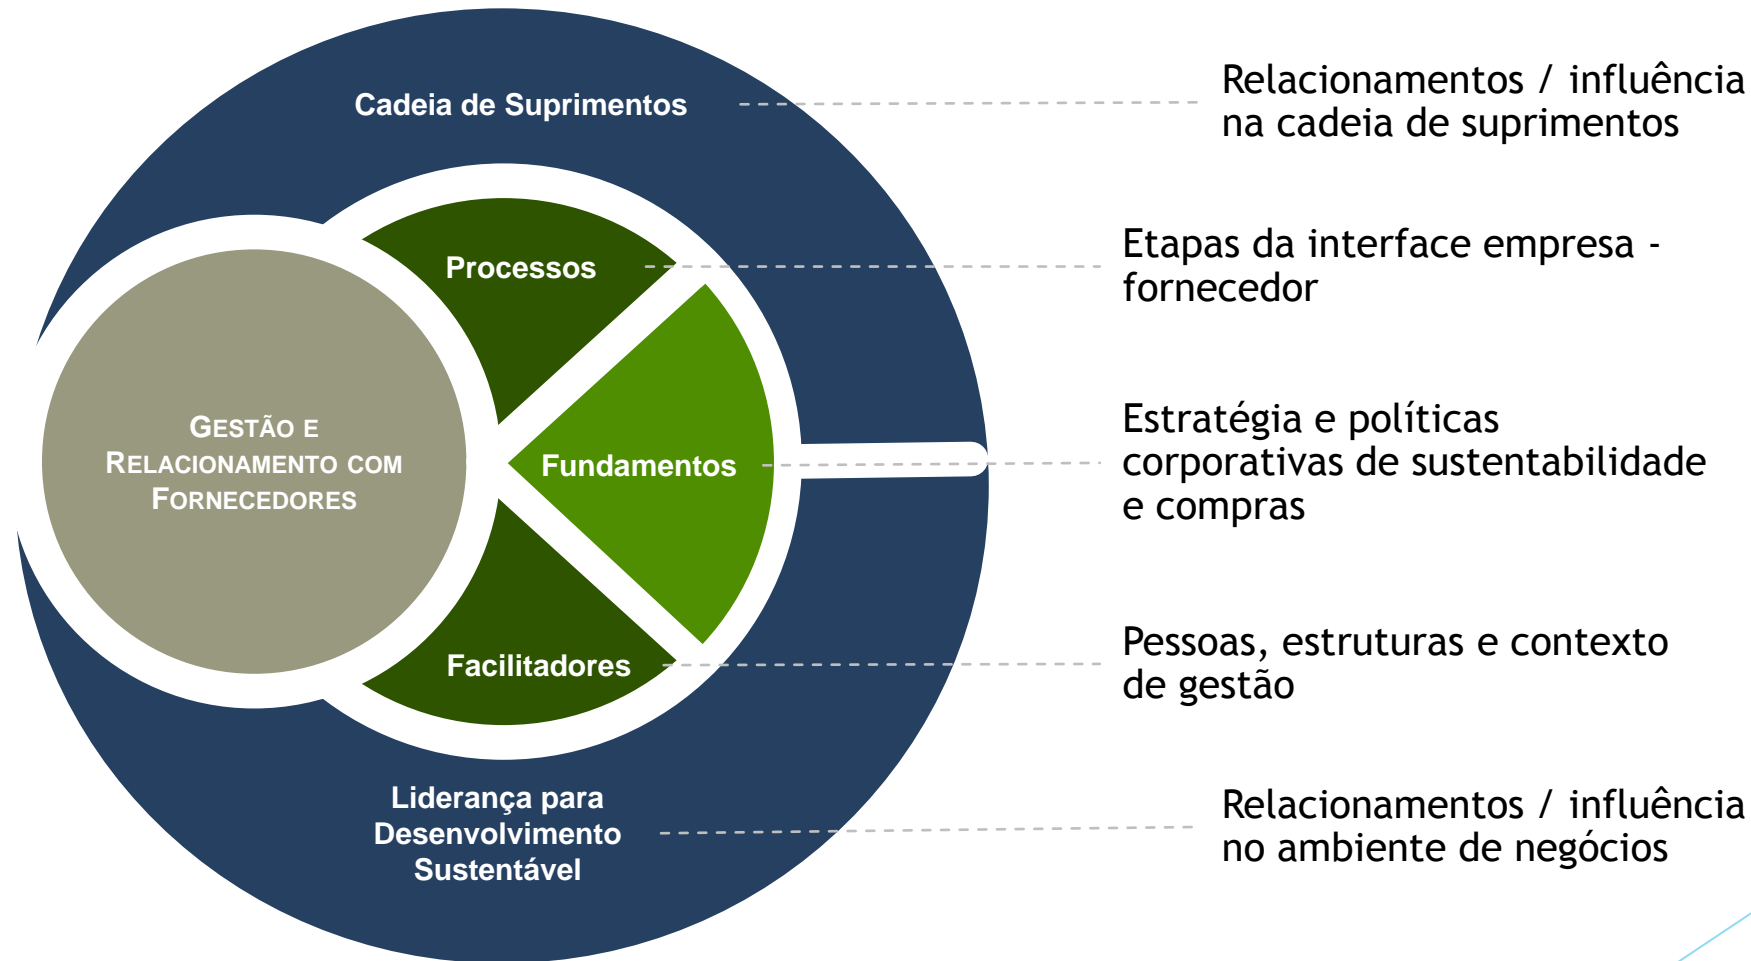 Cadeia de Suprimentos
Relacionamentos / influência
na cadeia de suprimentos
Processos
Etapas da interface empresa -
fornecedor
GESTÃO E
RELACIONAMENTO COM
FORNECEDORES
Fundamentos
Estratégia e políticas
corporativas de sustentabilidade
e compras
Facilitadores
Pessoas, estruturas e contexto
de gestão
Liderança para
Desenvolvimento
Sustentável
Relacionamentos / influência
no ambiente de negócios